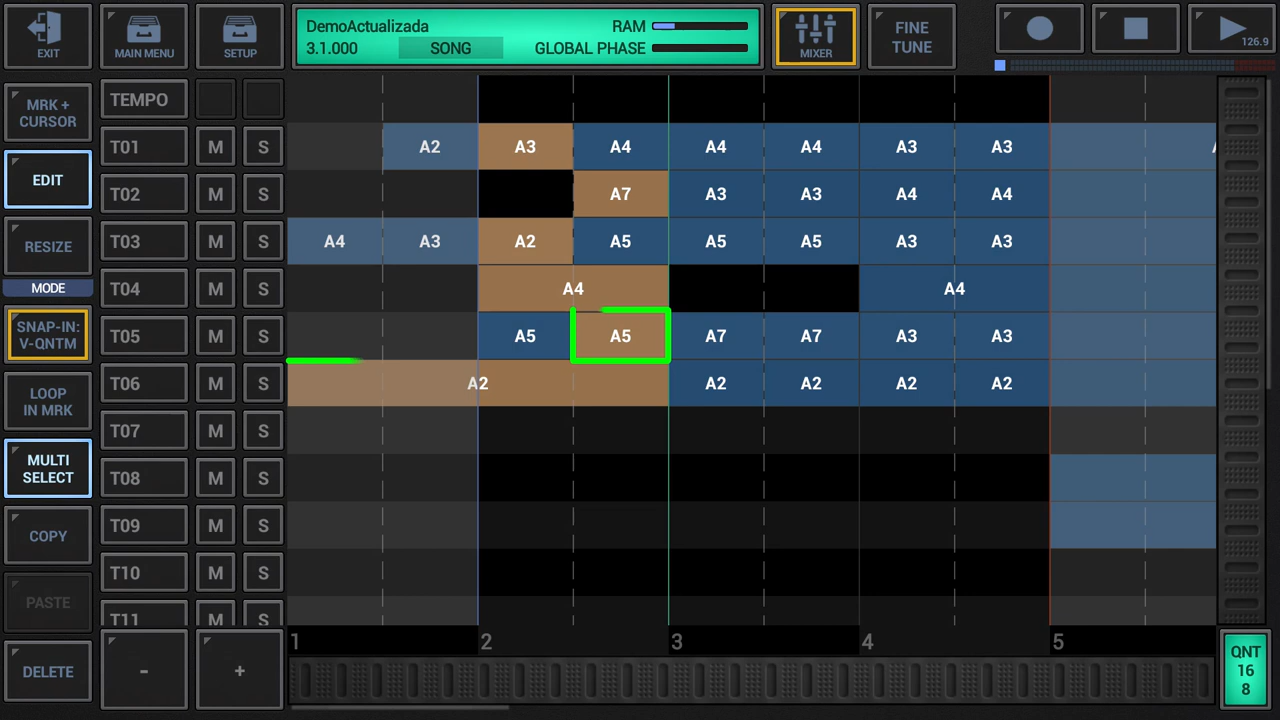 EXIT
MAIN MENU
SETUP
DemoActualizada RAM
3.1.000 SONG GLOBAL PHASE
MIXER
FINE
TUNE
126.9
MRK +
CURSOR
EDIT
RESIZE
MODE
SNAP-IN:
V-QNTM
LOOP
IN MRK
MULTI
SELECT
COPY
PASTE
DELETE
TEMPO
T01 M S A2 A3 A4 A4 A4 A3 A3
T02 M S A7 A3 A3 A4 A4
T03 M S A4 A3 A2 A5 A5 A5 A3 A3
T04 M S A4 A4
T05 M S A5 A5 A7 A7 A3 A3
T06 M S A2 A2 A2 A2 A2
T07 M S
T08 M S
T09 M S
T10 M S
T11 M S
- +
1 2 3 4 5
QNT
16
8